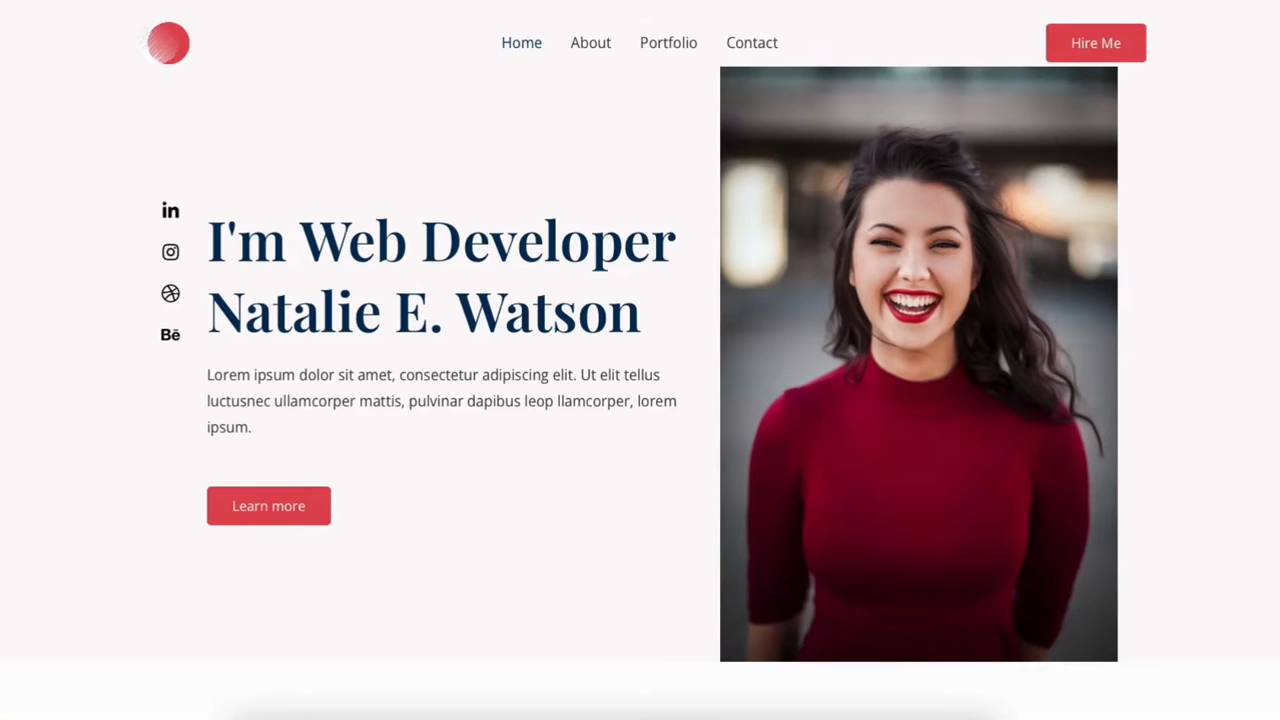 Home About Portfolio Contact
Hire Me
in
I'm Web Developer
Natalie E. Watson
Bē
Lorem ipsum dolor sit amet, consectetur adipiscing elit. Ut elit tellus
luctusnec ullamcorper mattis, pulvinar dapibus leop llamcorper, lorem
ipsum.
Learn more